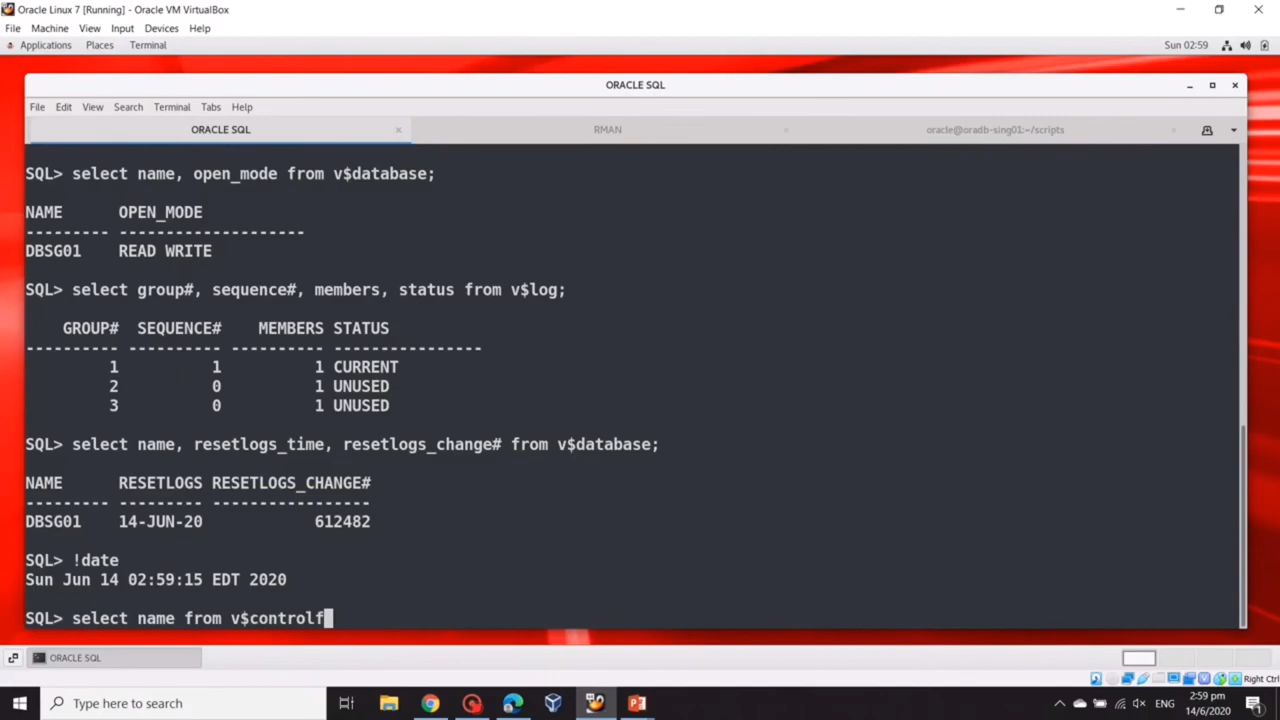 Oracle Linux 7 [Running] - Oracle VM VirtualBox
File Machine View Input Devices Help
Applications Places Terminal Sun 02:59
ORACLE SQL
File Edit View Search Terminal Tabs Help
ORACLE SQL RMAN oracle@oradb-sing01:~/scripts
SQL> select name, open_mode from v$database;
NAME OPEN_MODE
--------- --------------------
DBSG01 READ WRITE
SQL> select group#, sequence#, members, status from v$log;
GROUP# SEQUENCE# MEMBERS STATUS
---------- ---------- ---------- ----------------
1 1 1 CURRENT
2 0 1 UNUSED
3 0 1 UNUSED
SQL> select name, resetlogs_time, resetlogs_change# from v$database;
NAME RESETLOGS RESETLOGS_CHANGE#
--------- --------- -----------------
DBSG01 14-JUN-20 612482
SQL> !date
Sun Jun 14 02:59:15 EDT 2020
SQL> select name from v$controlf
ORACLE SQL
Right Ctrl
Type here to search
ENG
2:59 pm
14/6/2020
1